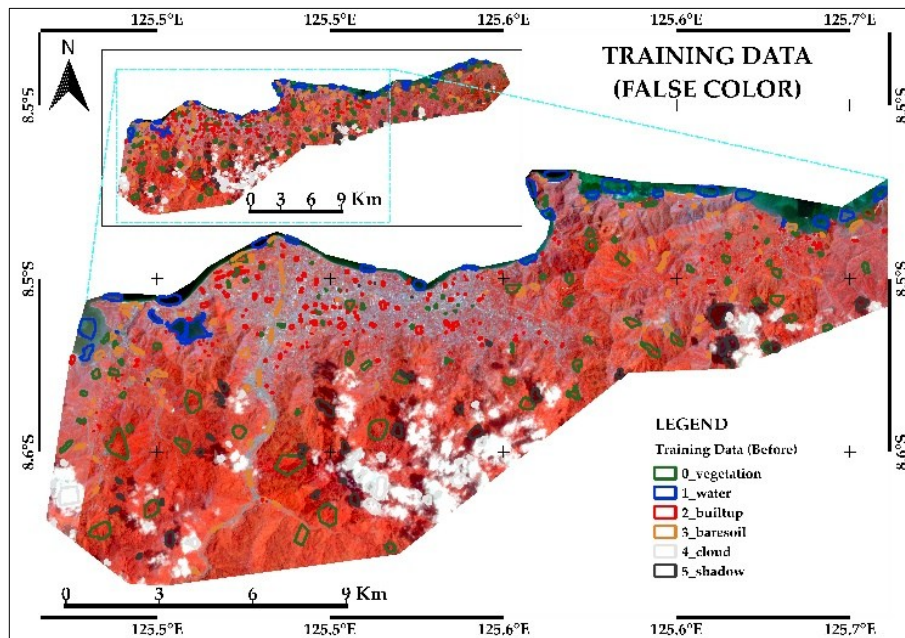 125.5°E 125.5°E 125.6°E 125.6°E 125.7°E
N
TRAINING DATA
(FALSE COLOR)
8.5°S
8.5°S
0 3 6 9 Km
8.5°S
8.5°S
LEGEND
Training Data (Before)
0_vegetation
1_water
2_builtup
3_baresoil
4_cloud
5_shadow
8.6°S
8.6°S
0 3 6 9 Km
125.5°E 125.5°E 125.6°E 125.6°E 125.7°E